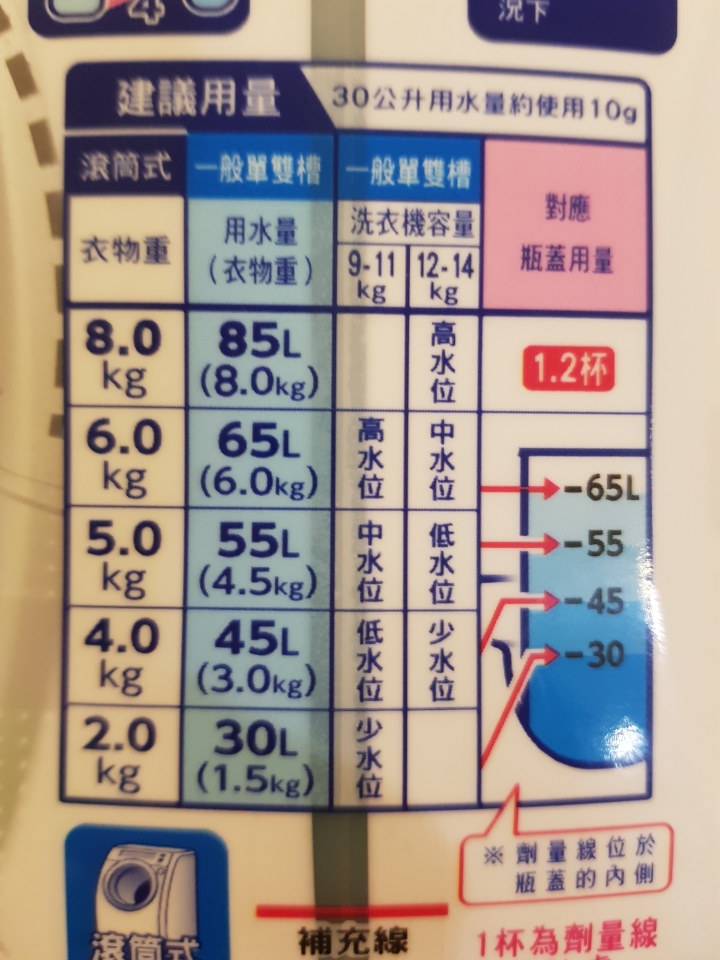 4
況下
建議用量
30公升用水量約使用10g
滾筒式
一般單雙槽
一般單雙槽
對應
瓶蓋用量
衣物重
用水量
(衣物重)
洗衣機容量
9-11
kg
12-14
kg
8.0
kg
85L
(8.0kg)
高水位
1.2杯
6.0
kg
65L
(6.0kg)
高水位
中水位
-65L
5.0
kg
55L
(4.5kg)
中水位
低水位
-55
4.0
kg
45L
(3.0kg)
低水位
少水位
-45
2.0
kg
30L
(1.5kg)
少水位
-30
※劑量線位於
瓶蓋的內側
滾筒式
補充線
1杯為劑量線